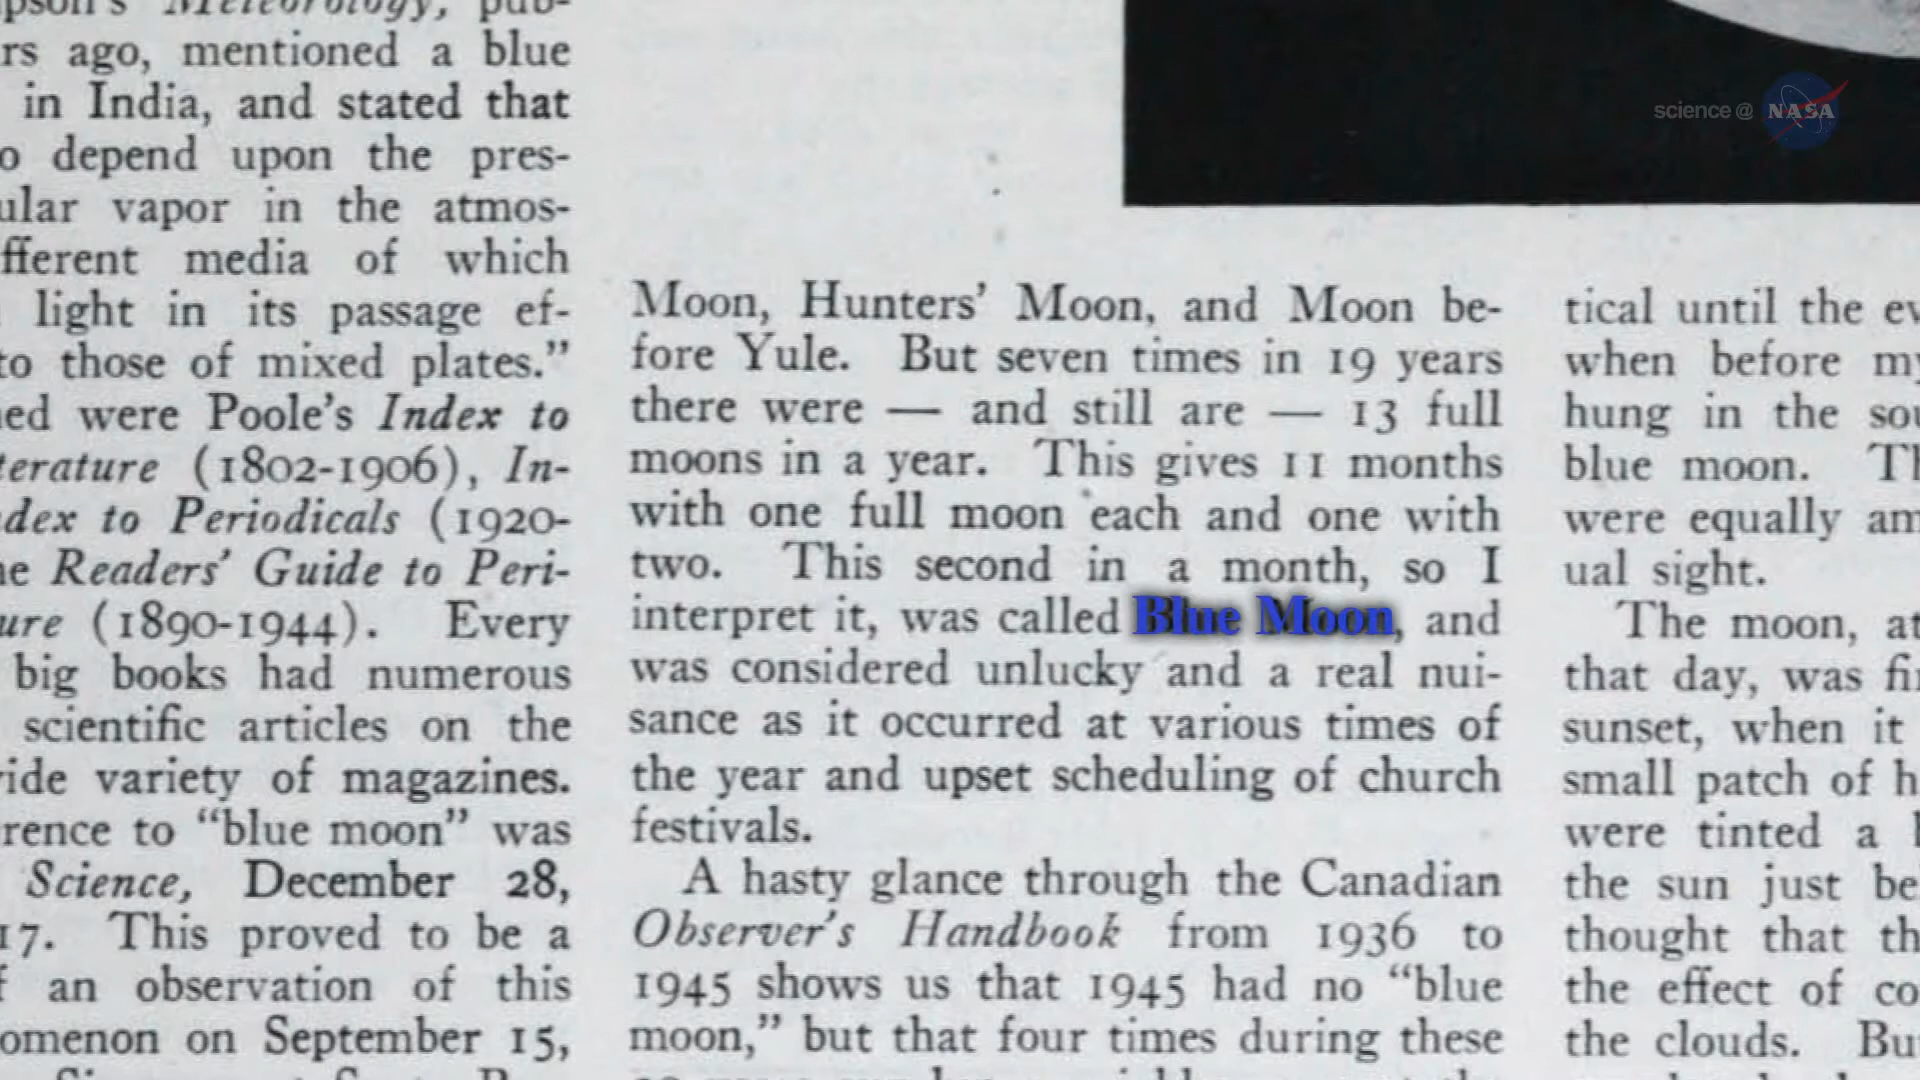 Meteorology, pub-
rs ago, mentioned a blue
in India, and stated that
o depend upon the pres-
ular vapor in the atmos-
fferent media of which
light in its passage ef-
to those of mixed plates.”
ned were Poole’s Index to
terature (1802-1906), In-
dex to Periodicals (1920-
he Readers’ Guide to Peri-
ure (1890-1944). Every
big books had numerous
scientific articles on the
vide variety of magazines.
rence to “blue moon” was
Science, December 28,
17. This proved to be a
f an observation of this
omenon on September 15,
Moon, Hunters’ Moon, and Moon be-
fore Yule. But seven times in 19 years
there were — and still are — 13 full
moons in a year. This gives 11 months
with one full moon each and one with
two. This second in a month, so I
interpret it, was called Blue Moon, and
was considered unlucky and a real nui-
sance as it occurred at various times of
the year and upset scheduling of church
festivals.
A hasty glance through the Canadian
Observer’s Handbook from 1936 to
1945 shows us that 1945 had no “blue
moon,” but that four times during these
science@ NASA
tical until the ev
when before my
hung in the sou
blue moon. Th
were equally am
ual sight.
The moon, at
that day, was fi
sunset, when it
small patch of h
were tinted a
the sun just be
thought that th
the effect of co
the clouds. Bu